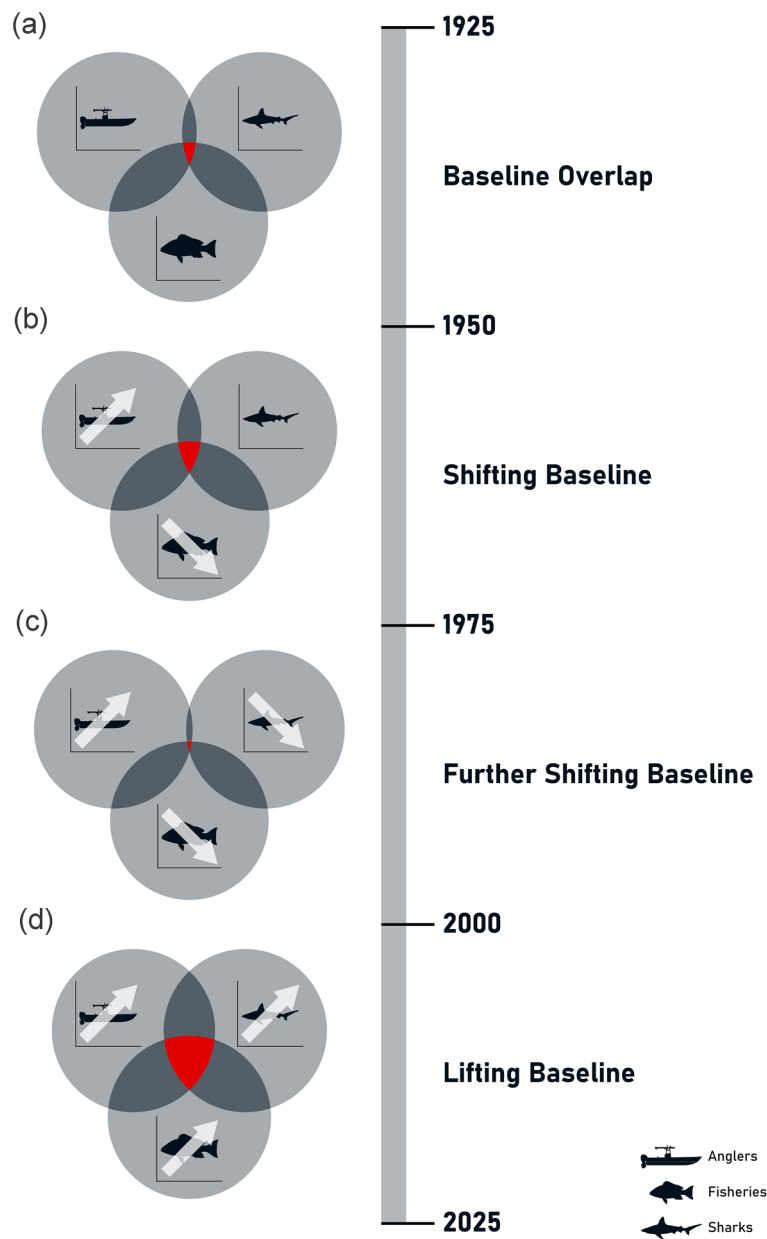 (a)
1925
Baseline Overlap
(b)
1950
Shifting Baseline
(c)
1975
Further Shifting Baseline
(d)
2000
Lifting Baseline
Anglers
Fisheries
Sharks
2025